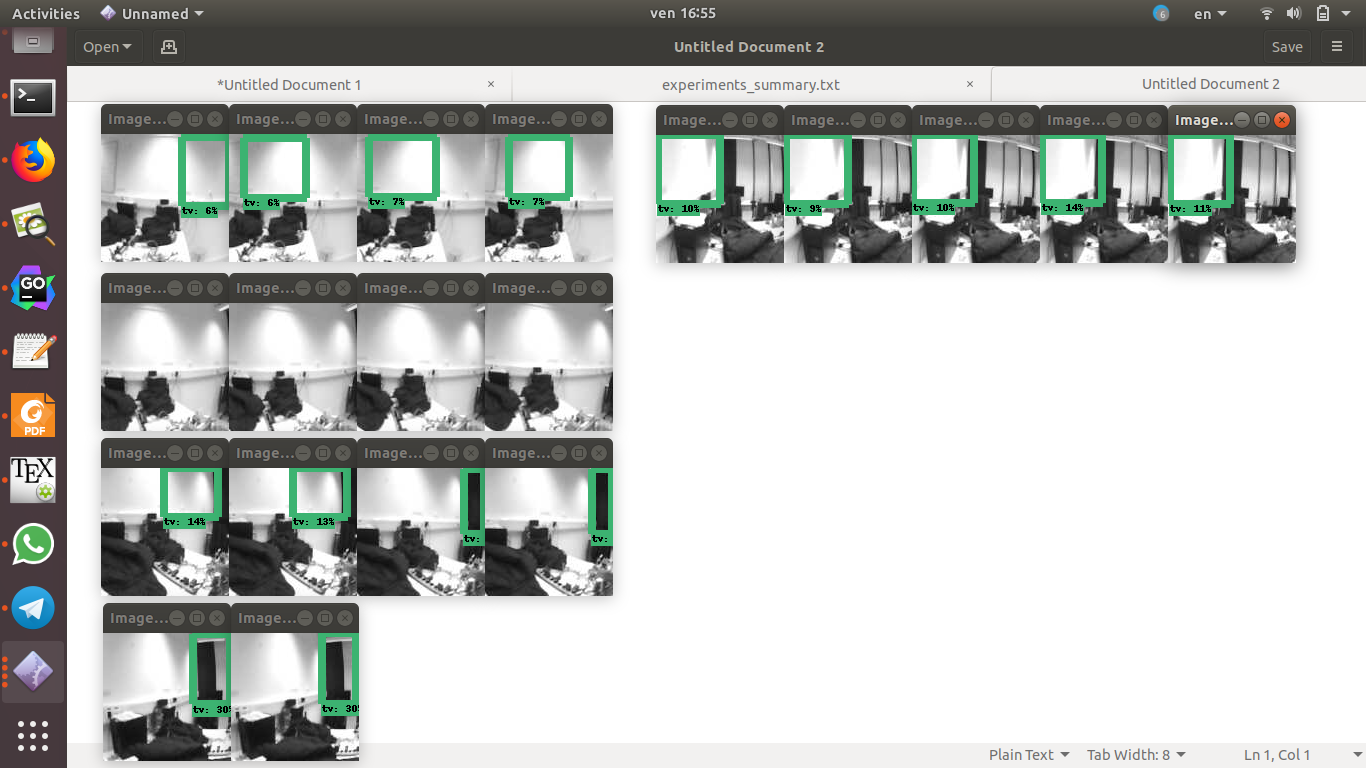 Activities Unnamed ven 16:55 6 en
Open Untitled Document 2 Save
*Untitled Document 1 × experiments_summary.txt × Untitled Document 2
Image... Image... Image... Image...
tv: 6% tv: 6% tv: 7% tv: 7%
Image... Image... Image... Image... Image...
tv: 10% tv: 9% tv: 10% tv: 14% tv: 11%
Image... Image... Image... Image...
Image... Image... Image... Image...
tv: 14% tv: 13% tv: tv:
Image... Image...
tv: 30 tv: 30
>_
GO
PDF
TEX
Plain Text Tab Width: 8 Ln 1, Col 1